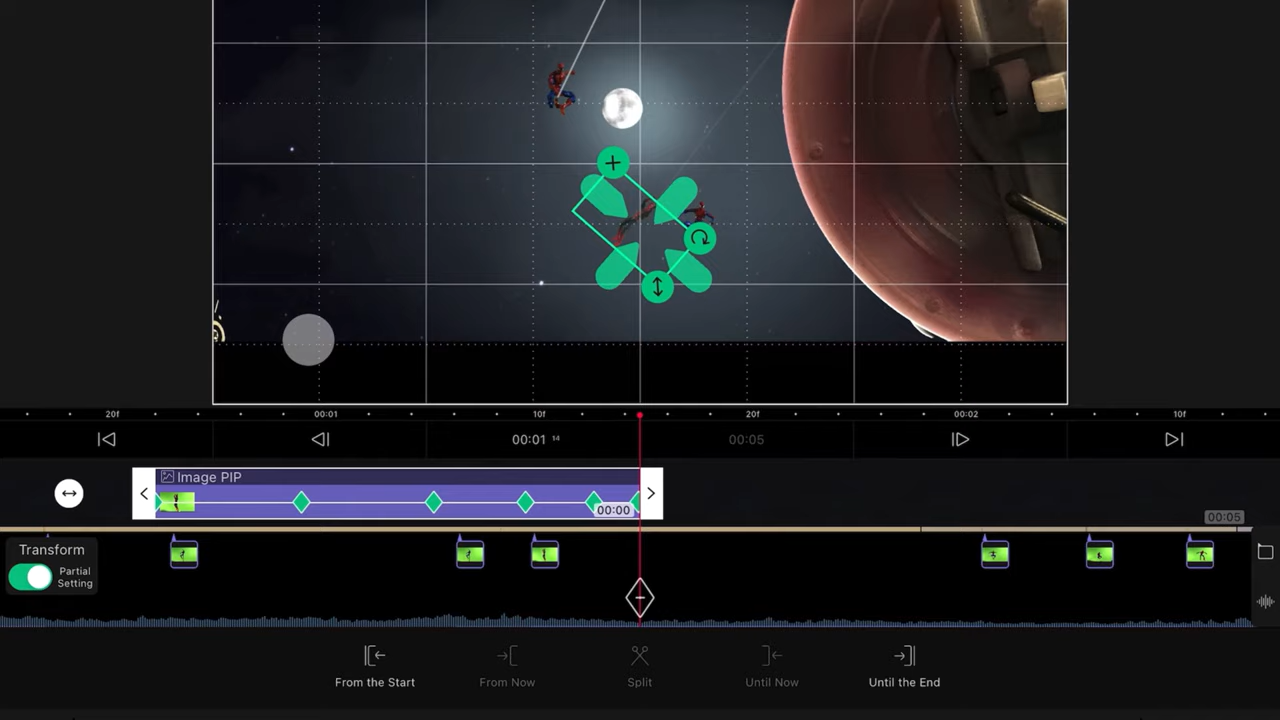 20f 00:01 10f 20f 00:02 10f
00:01 14 00:05
Image PIP
00:00
00:05
Transform
Partial
Setting
From the Start From Now Split Until Now Until the End